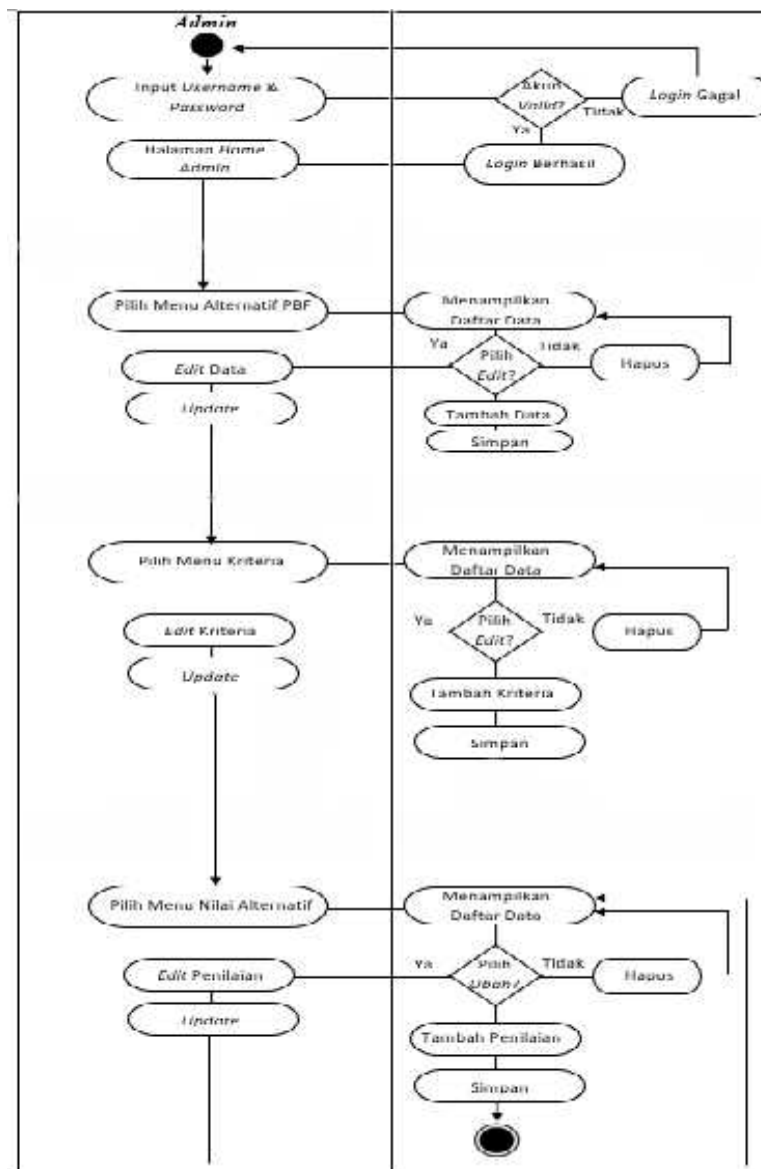 Admin
Input Username &
Password
Akun
Valid?
Tidak
Login Gagal
Ya
Halaman Home
Admin
Login Berhasil
Pilih Menu Alternatif PBF
Menampilkan
Daftar Data
Ya
Pilih
Edit?
Tidak
Hapus
Edit Data
Update
Tambah Data
Simpan
Pilih Menu Kriteria
Menampilkan
Daftar Data
Ya
Pilih
Edit?
Tidak
Hapus
Edit Kriteria
Update
Tambah Kriteria
Simpan
Pilih Menu Nilai Alternatif
Menampilkan
Daftar Data
Ya
Pilih
Ubah?
Tidak
Hapus
Edit Penilaian
Update
Tambah Penilaian
Simpan